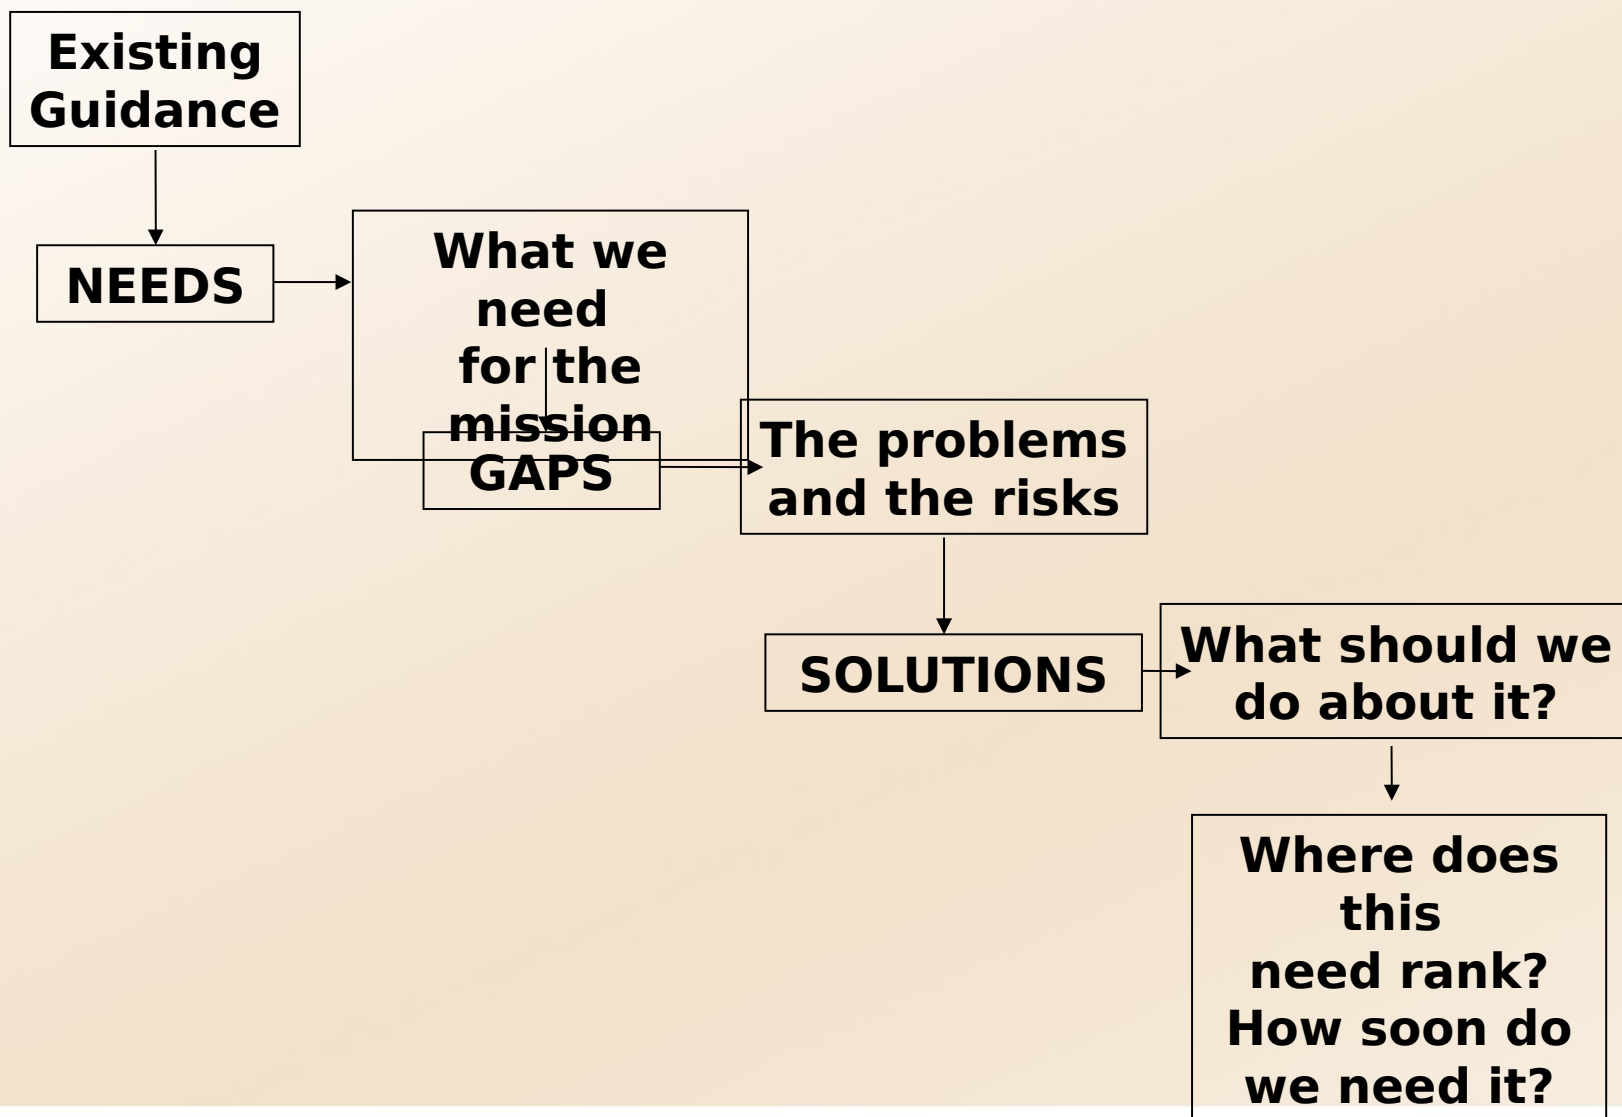 Existing
Guidance
NEEDS
What we
need
for the
mission
GAPS
The problems
and the risks
SOLUTIONS
What should we
do about it?
Where does
this
need rank?
How soon do
we need it?